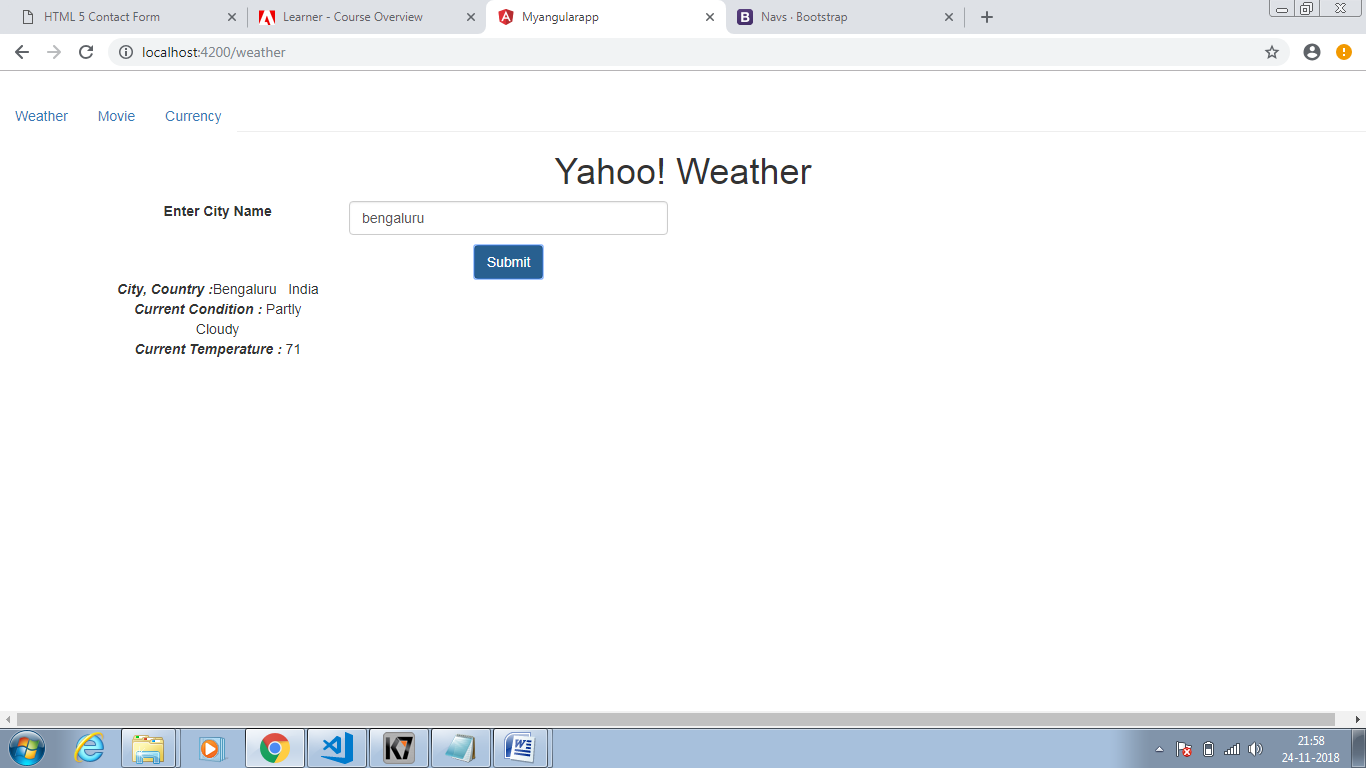 HTML 5 Contact Form
Learner - Course Overview
Myangularapp
Navs · Bootstrap
localhost:4200/weather
Weather Movie Currency
Yahoo! Weather
Enter City Name
bengaluru
Submit
City, Country :Bengaluru India
Current Condition : Partly
Cloudy
Current Temperature : 71
K7
21:58
24-11-2018